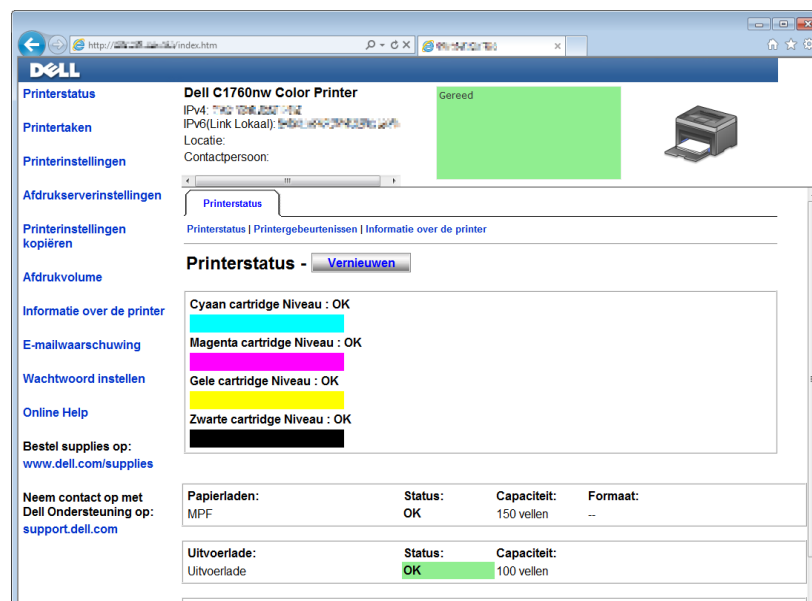 http:// /index.htm
DELL
Printerstatus
Printertaken
Printerinstellingen
Afdrukserverinstellingen
Printerinstellingen
kopiëren
Afdrukvolume
Informatie over de printer
E-mailwaarschuwing
Wachtwoord instellen
Online Help
Bestel supplies op:
www.dell.com/supplies
Neem contact op met
Dell Ondersteuning op:
support.dell.com
Dell C1760nw Color Printer
IPv4:
IPv6(Link Lokaal):
Locatie:
Contactpersoon:
Gereed
Printerstatus
Printerstatus | Printergebeurtenissen | Informatie over de printer
Printerstatus - Vernieuwen
Cyaan cartridge Niveau : OK
Magenta cartridge Niveau : OK
Gele cartridge Niveau : OK
Zwarte cartridge Niveau : OK
Papierladen: Status: Capaciteit: Formaat:
MPF OK 150 vellen --
Uitvoerlade: Status: Capaciteit:
Uitvoerlade OK 100 vellen